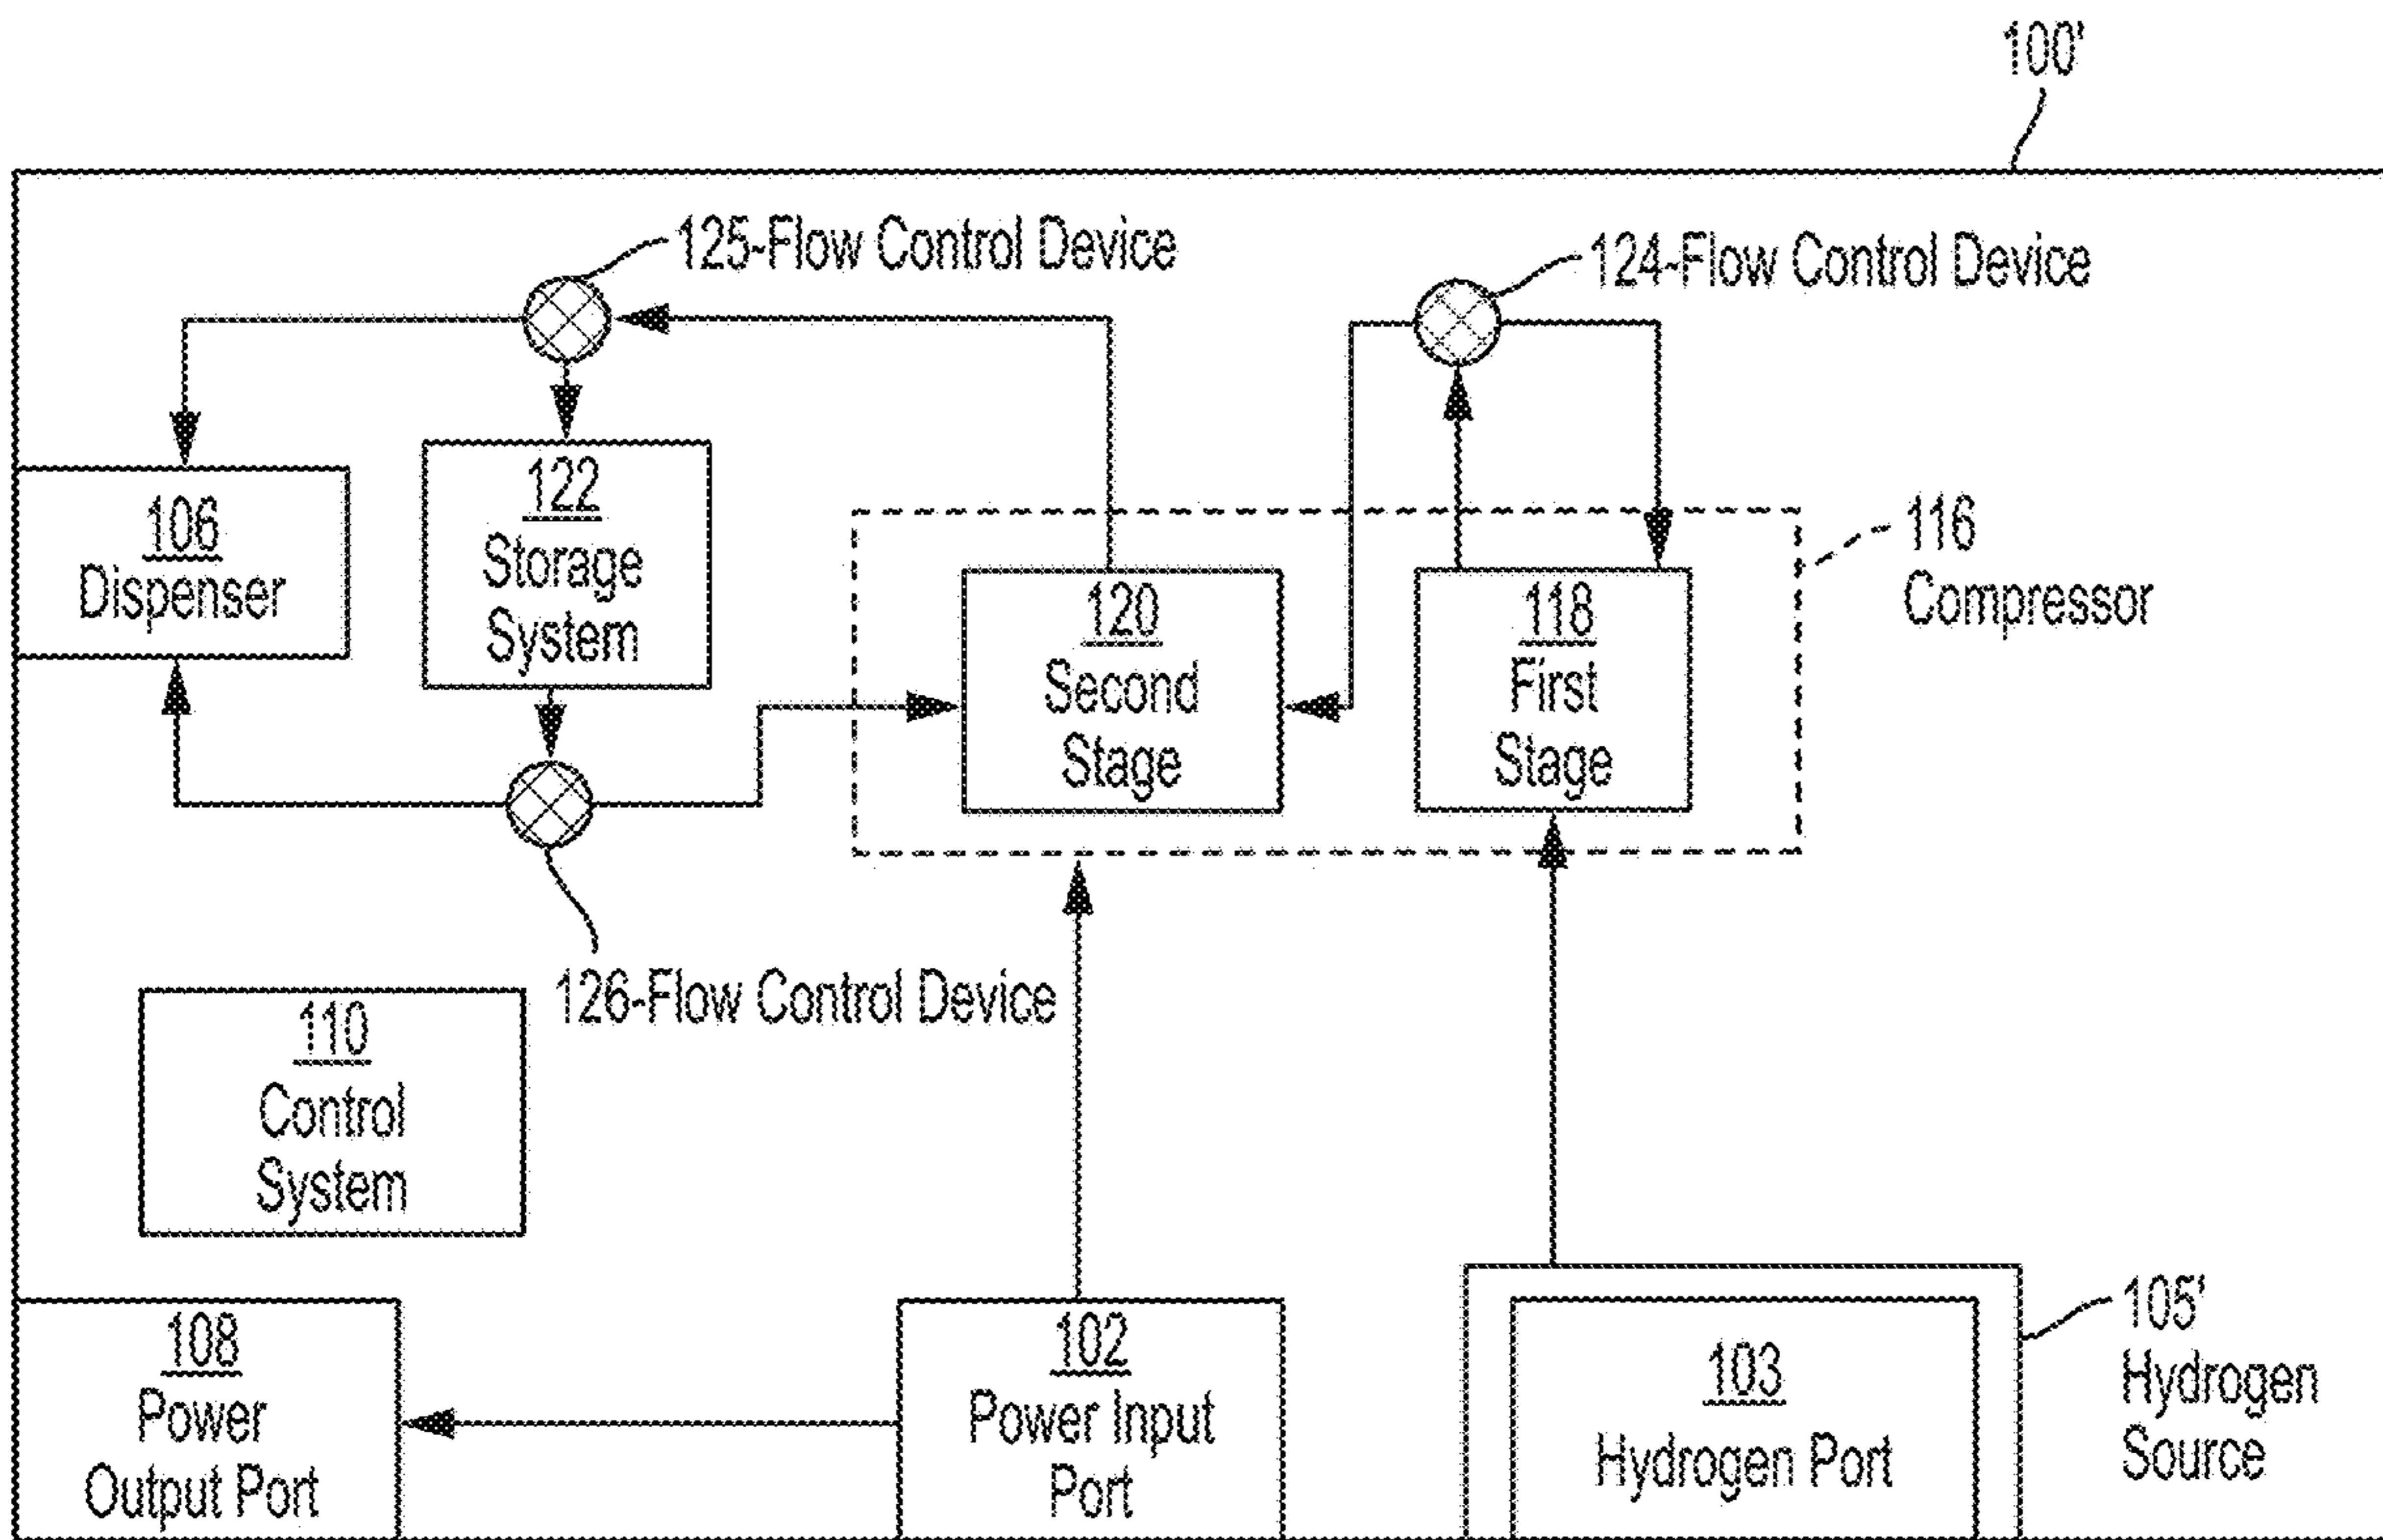 100'
125-Flow Control Device
124-Flow Control Device
106
Dispenser
122
Storage
System
120
Second
Stage
118
First
Stage
116
Compressor
126-Flow Control Device
110
Control
System
108
Power
Output Port
102
Power Input
Port
103
Hydrogen Port
105'
Hydrogen
Source